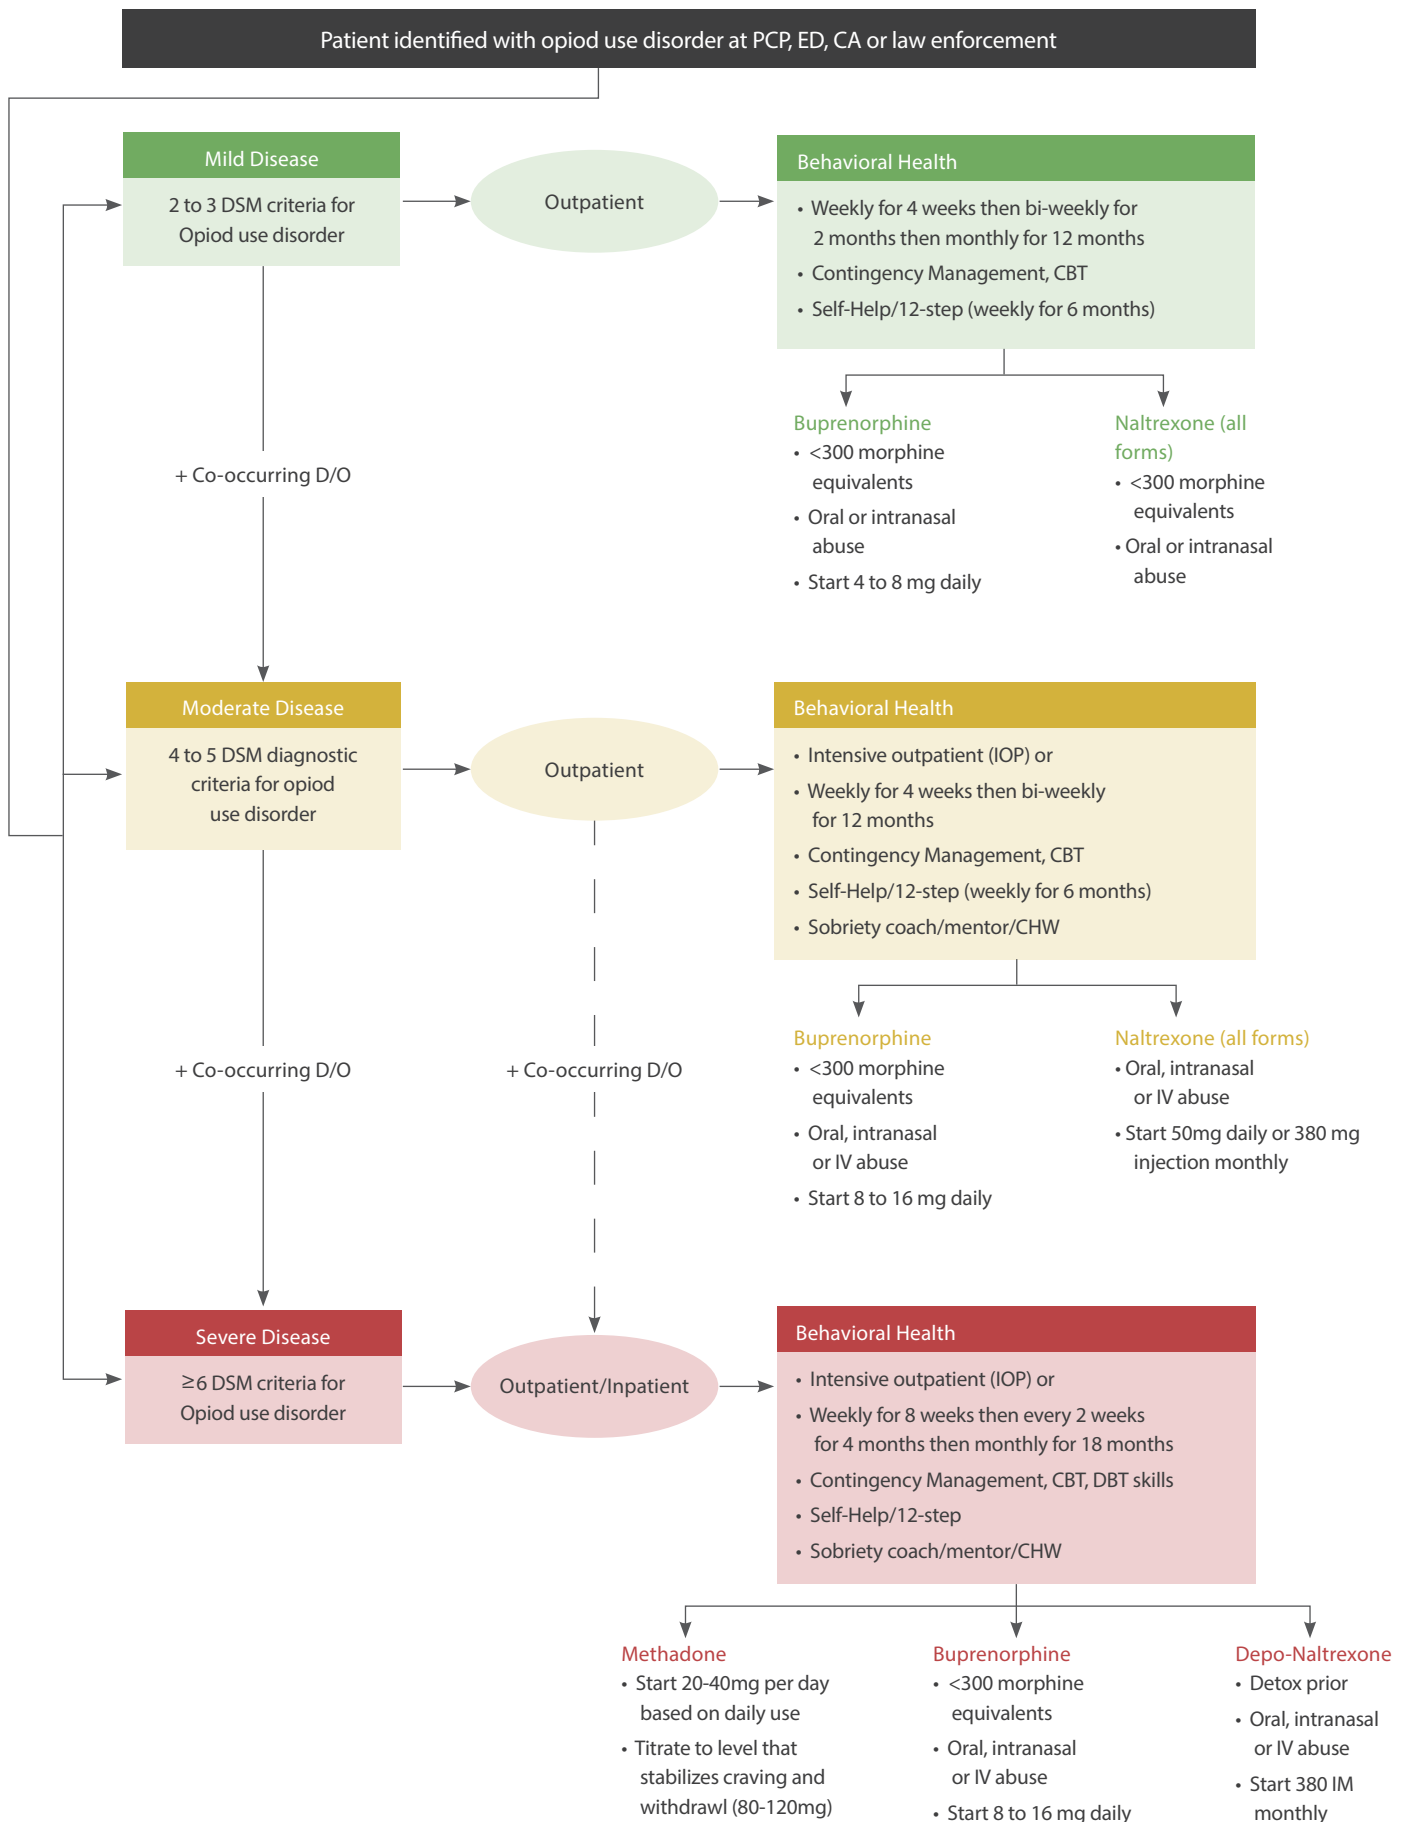 Patient identified with opiod use disorder at PCP, ED, CA or law enforcement
Mild Disease
2 to 3 DSM criteria for
Opiod use disorder
Outpatient
Behavioral Health
• Weekly for 4 weeks then bi-weekly for
2 months then monthly for 12 months
• Contingency Management, CBT
• Self-Help/12-step (weekly for 6 months)
Buprenorphine
• <300 morphine
equivalents
• Oral or intranasal
abuse
• Start 4 to 8 mg daily
Naltrexone (all
forms)
• <300 morphine
equivalents
• Oral or intranasal
abuse
+ Co-occurring D/O
Moderate Disease
4 to 5 DSM diagnostic
criteria for opiod
use disorder
Outpatient
Behavioral Health
• Intensive outpatient (IOP) or
• Weekly for 4 weeks then bi-weekly
for 12 months
• Contingency Management, CBT
• Self-Help/12-step (weekly for 6 months)
• Sobriety coach/mentor/CHW
Buprenorphine
• <300 morphine
equivalents
• Oral, intranasal
or IV abuse
• Start 8 to 16 mg daily
Naltrexone (all forms)
• Oral, intranasal
or IV abuse
• Start 50mg daily or 380 mg
injection monthly
+ Co-occurring D/O
+ Co-occurring D/O
Severe Disease
≥6 DSM criteria for
Opiod use disorder
Outpatient/Inpatient
Behavioral Health
• Intensive outpatient (IOP) or
• Weekly for 8 weeks then every 2 weeks
for 4 months then monthly for 18 months
• Contingency Management, CBT, DBT skills
• Self-Help/12-step
• Sobriety coach/mentor/CHW
Methadone
• Start 20-40mg per day
based on daily use
• Titrate to level that
stabilizes craving and
withdrawl (80-120mg)
Buprenorphine
• <300 morphine
equivalents
• Oral, intranasal
or IV abuse
• Start 8 to 16 mg daily
Depo-Naltrexone
• Detox prior
• Oral, intranasal
or IV abuse
• Start 380 IM
monthly